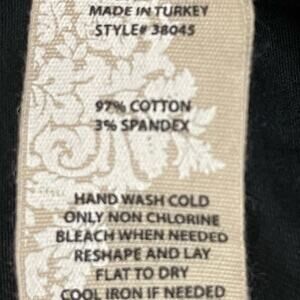 MADE IN TURKEY
STYLE# 38045
97% COTTON
3% SPANDEX
HAND WASH COLD
ONLY NON CHLORINE
BLEACH WHEN NEEDED
RESHAPE AND LAY
FLAT TO DRY
COOL IRON IF NEEDED